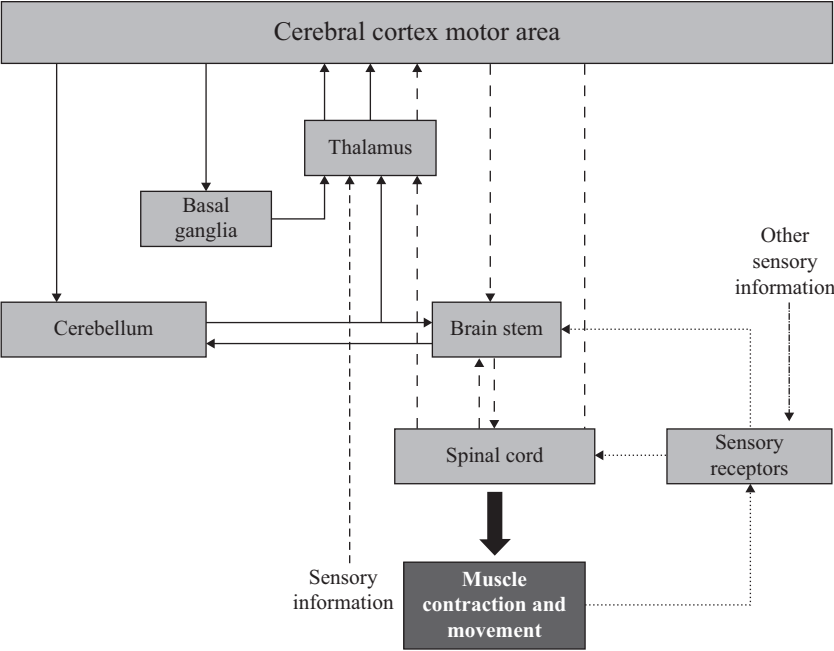 Cerebral cortex motor area
Thalamus
Basal
ganglia
Other
sensory
information
Cerebellum
Brain stem
Spinal cord
Sensory
receptors
Sensory
information
Muscle
contraction and
movement